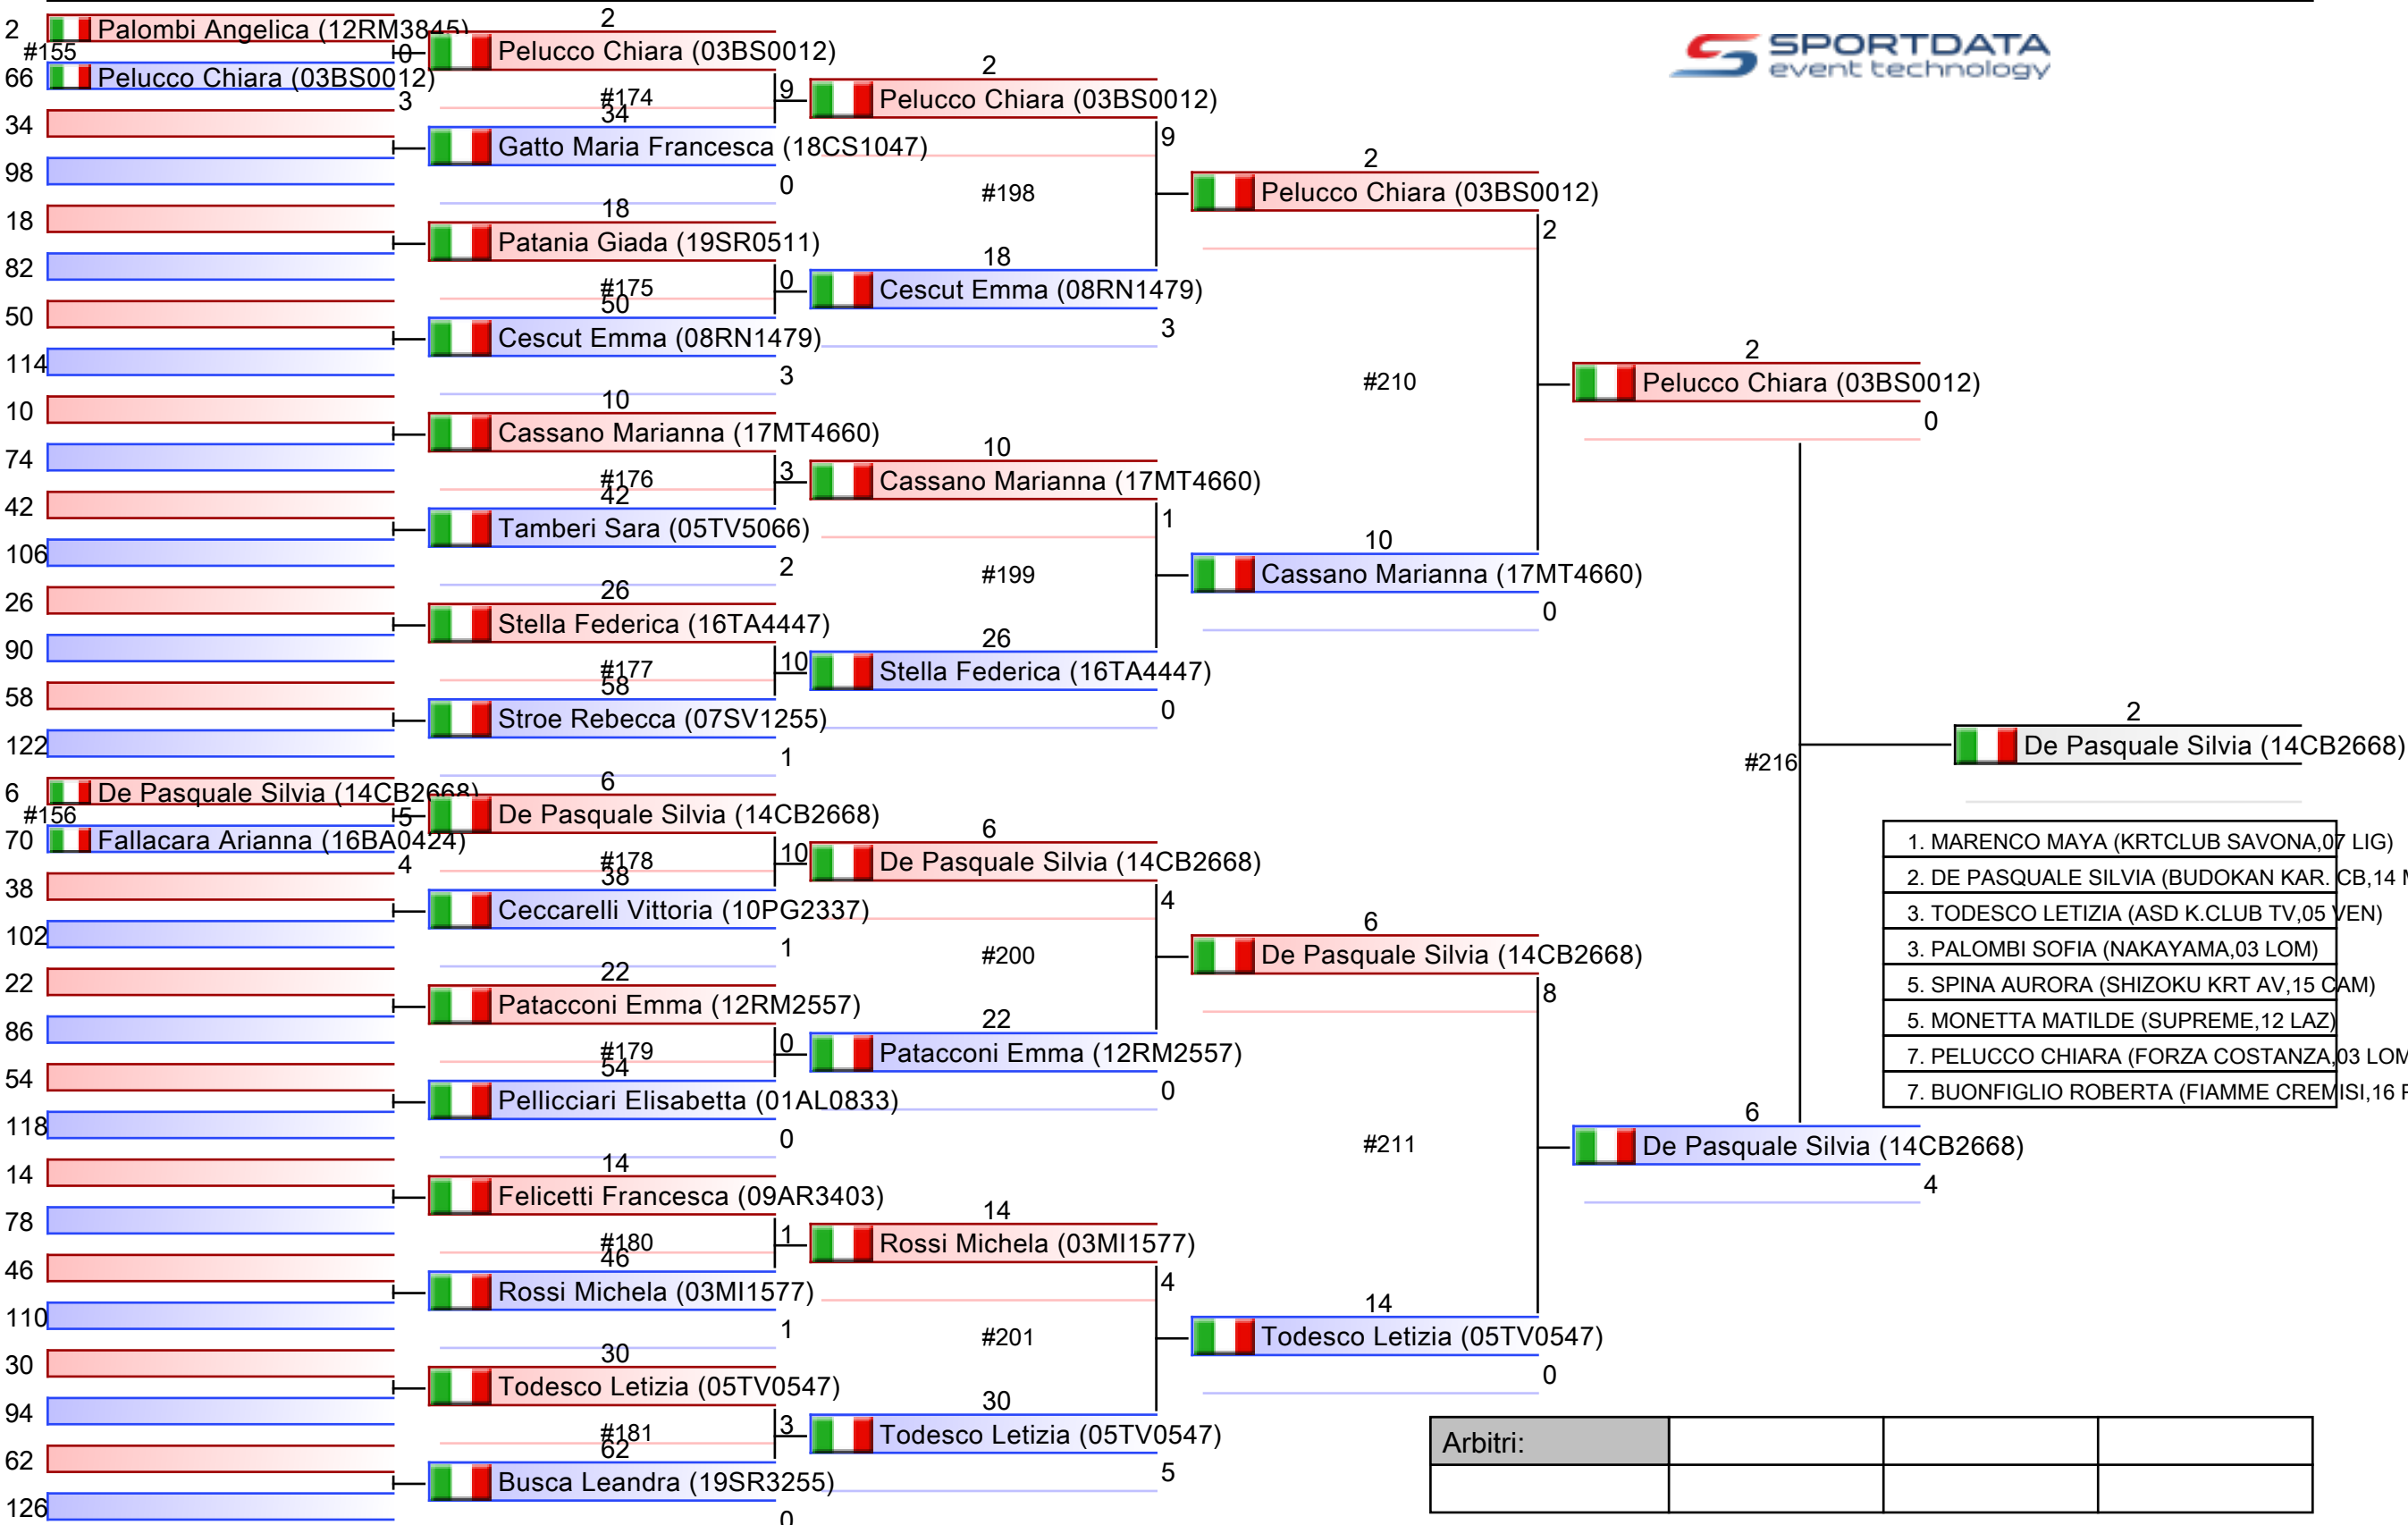 SPORTDATA
event technology
2
Palombi Angelica (12RM3845)
0
#155
66
Pelucco Chiara (03BS0012)
3
34
98
18
82
50
114
10
74
42
106
26
90
58
122
6
De Pasquale Silvia (14CB2668)
5
#156
70
Fallacara Arianna (16BA0424)
4
38
102
22
86
54
118
14
78
46
110
30
94
62
126
2
Pelucco Chiara (03BS0012)
9
#174
34
Gatto Maria Francesca (18CS1047)
0
18
Patania Giada (19SR0511)
0
#175
50
Cescut Emma (08RN1479)
3
10
Cassano Marianna (17MT4660)
3
#176
42
Tamberi Sara (05TV5066)
2
26
Stella Federica (16TA4447)
10
#177
58
Stroe Rebecca (07SV1255)
1
6
De Pasquale Silvia (14CB2668)
10
#178
38
Ceccarelli Vittoria (10PG2337)
1
22
Patacconi Emma (12RM2557)
0
#179
54
Pellicciari Elisabetta (01AL0833)
0
14
Felicetti Francesca (09AR3403)
1
#180
46
Rossi Michela (03MI1577)
1
30
Todesco Letizia (05TV0547)
3
#181
62
Busca Leandra (19SR3255)
0
2
Pelucco Chiara (03BS0012)
9
#198
18
Cescut Emma (08RN1479)
3
10
Cassano Marianna (17MT4660)
1
#199
26
Stella Federica (16TA4447)
0
6
De Pasquale Silvia (14CB2668)
4
#200
22
Patacconi Emma (12RM2557)
0
14
Rossi Michela (03MI1577)
4
#201
30
Todesco Letizia (05TV0547)
5
2
Pelucco Chiara (03BS0012)
2
#210
10
Cassano Marianna (17MT4660)
0
6
De Pasquale Silvia (14CB2668)
8
#211
14
Todesco Letizia (05TV0547)
0
2
Pelucco Chiara (03BS0012)
0
#216
6
De Pasquale Silvia (14CB2668)
4
2
De Pasquale Silvia (14CB2668)
1. MARENCO MAYA (KRTCLUB SAVONA,07 LIG)
2. DE PASQUALE SILVIA (BUDOKAN KAR. CB,14 M
3. TODESCO LETIZIA (ASD K.CLUB TV,05 VEN)
3. PALOMBI SOFIA (NAKAYAMA,03 LOM)
5. SPINA AURORA (SHIZOKU KRT AV,15 CAM)
5. MONETTA MATILDE (SUPREME,12 LAZ)
7. PELUCCO CHIARA (FORZA COSTANZA,03 LOM
7. BUONFIGLIO ROBERTA (FIAMME CREMISI,16 P
Arbitri: